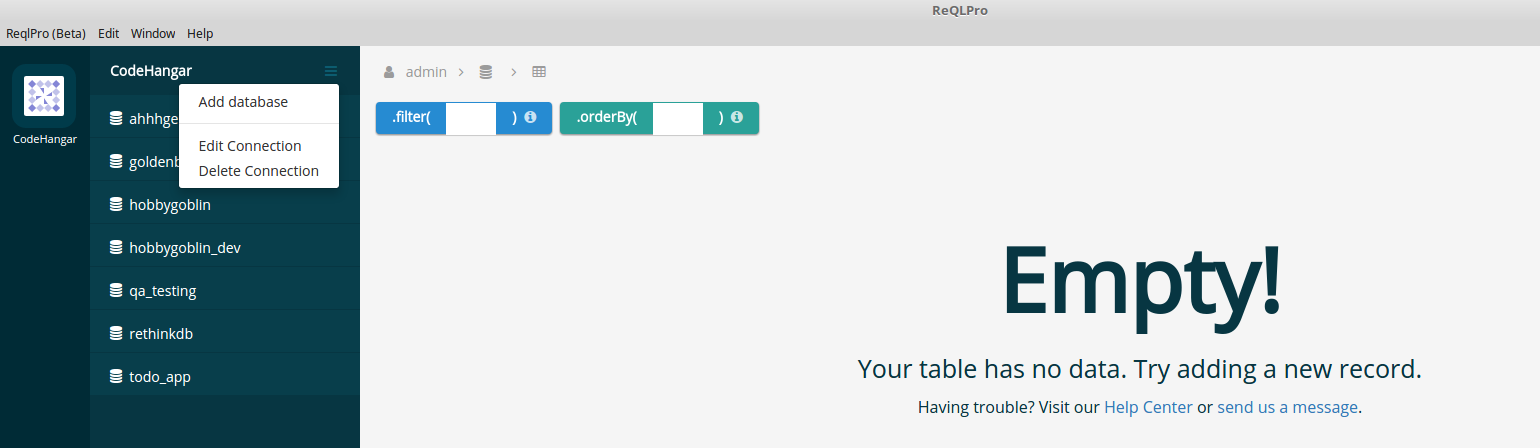 ReQLPro
ReqlPro (Beta) Edit Window Help
CodeHangar
CodeHangar
Add database
Edit Connection
Delete Connection
hobbygoblin
hobbygoblin_dev
qa_testing
rethinkdb
todo_app
admin
.filter( )
.orderBy( )
Empty!
Your table has no data. Try adding a new record.
Having trouble? Visit our Help Center or send us a message.